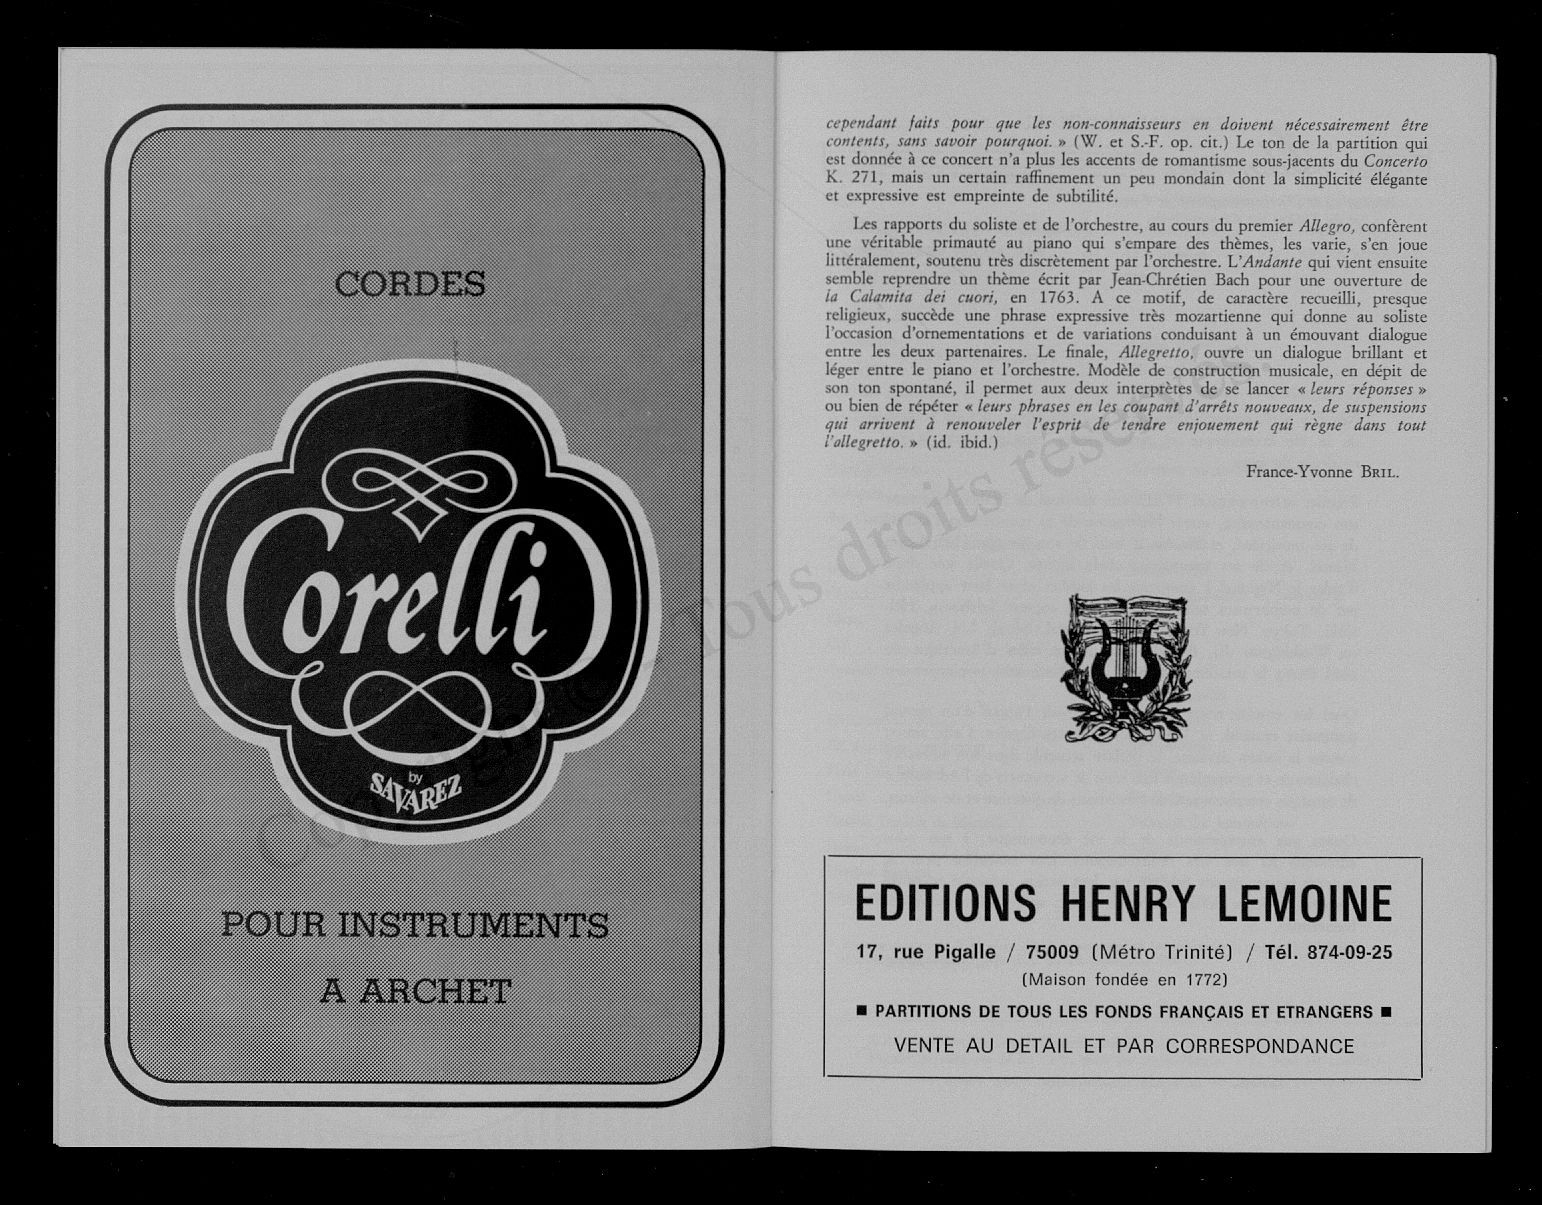 CORDES
Corelli
by
SAVAREZ
POUR INSTRUMENTS
A ARCHET
cependant faits pour que les non-connaisseurs en doivent nécessairement être
contents, sans savoir pourquoi. » (W. et S.-F. op. cit.) Le ton de la partition qui
est donnée à ce concert n'a plus les accents de romantisme sous-jacents du Concerto
K. 271, mais un certain raffinement un peu mondain dont la simplicité élégante
et expressive est empreinte de subtilité.
Les rapports du soliste et de l'orchestre, au cours du premier Allegro, confèrent
une véritable primauté au piano qui s'empare des thèmes, les varie, s'en joue
littéralement, soutenu très discrètement par l'orchestre. L'Andante qui vient ensuite
semble reprendre un thème écrit par Jean-Chrétien Bach pour une ouverture de
la Calamita dei cuori, en 1763. A ce motif, de caractère recueilli, presque
religieux, succède une phrase expressive très mozartienne qui donne au soliste
l'occasion d'ornementations et de variations conduisant à un émouvant dialogue
entre les deux partenaires. Le finale, Allegretto, ouvre un dialogue brillant et
léger entre le piano et l'orchestre. Modèle de construction musicale, en dépit de
son ton spontané, il permet aux deux interprètes de se lancer « leurs réponses »
ou bien de répéter « leurs phrases en les coupant d'arrêts nouveaux, de suspensions
qui arrivent à renouveler l'esprit de tendre enjouement qui règne dans tout
l'allegretto. » (id. ibid.)
France-Yvonne BRIL.
EDITIONS HENRY LEMOINE
17, rue Pigalle / 75009 (Métro Trinité) / Tél. 874-09-25
(Maison fondée en 1772)
■ PARTITIONS DE TOUS LES FONDS FRANÇAIS ET ETRANGERS ■
VENTE AU DETAIL ET PAR CORRESPONDANCE
Copyright © - Tous droits réservés.